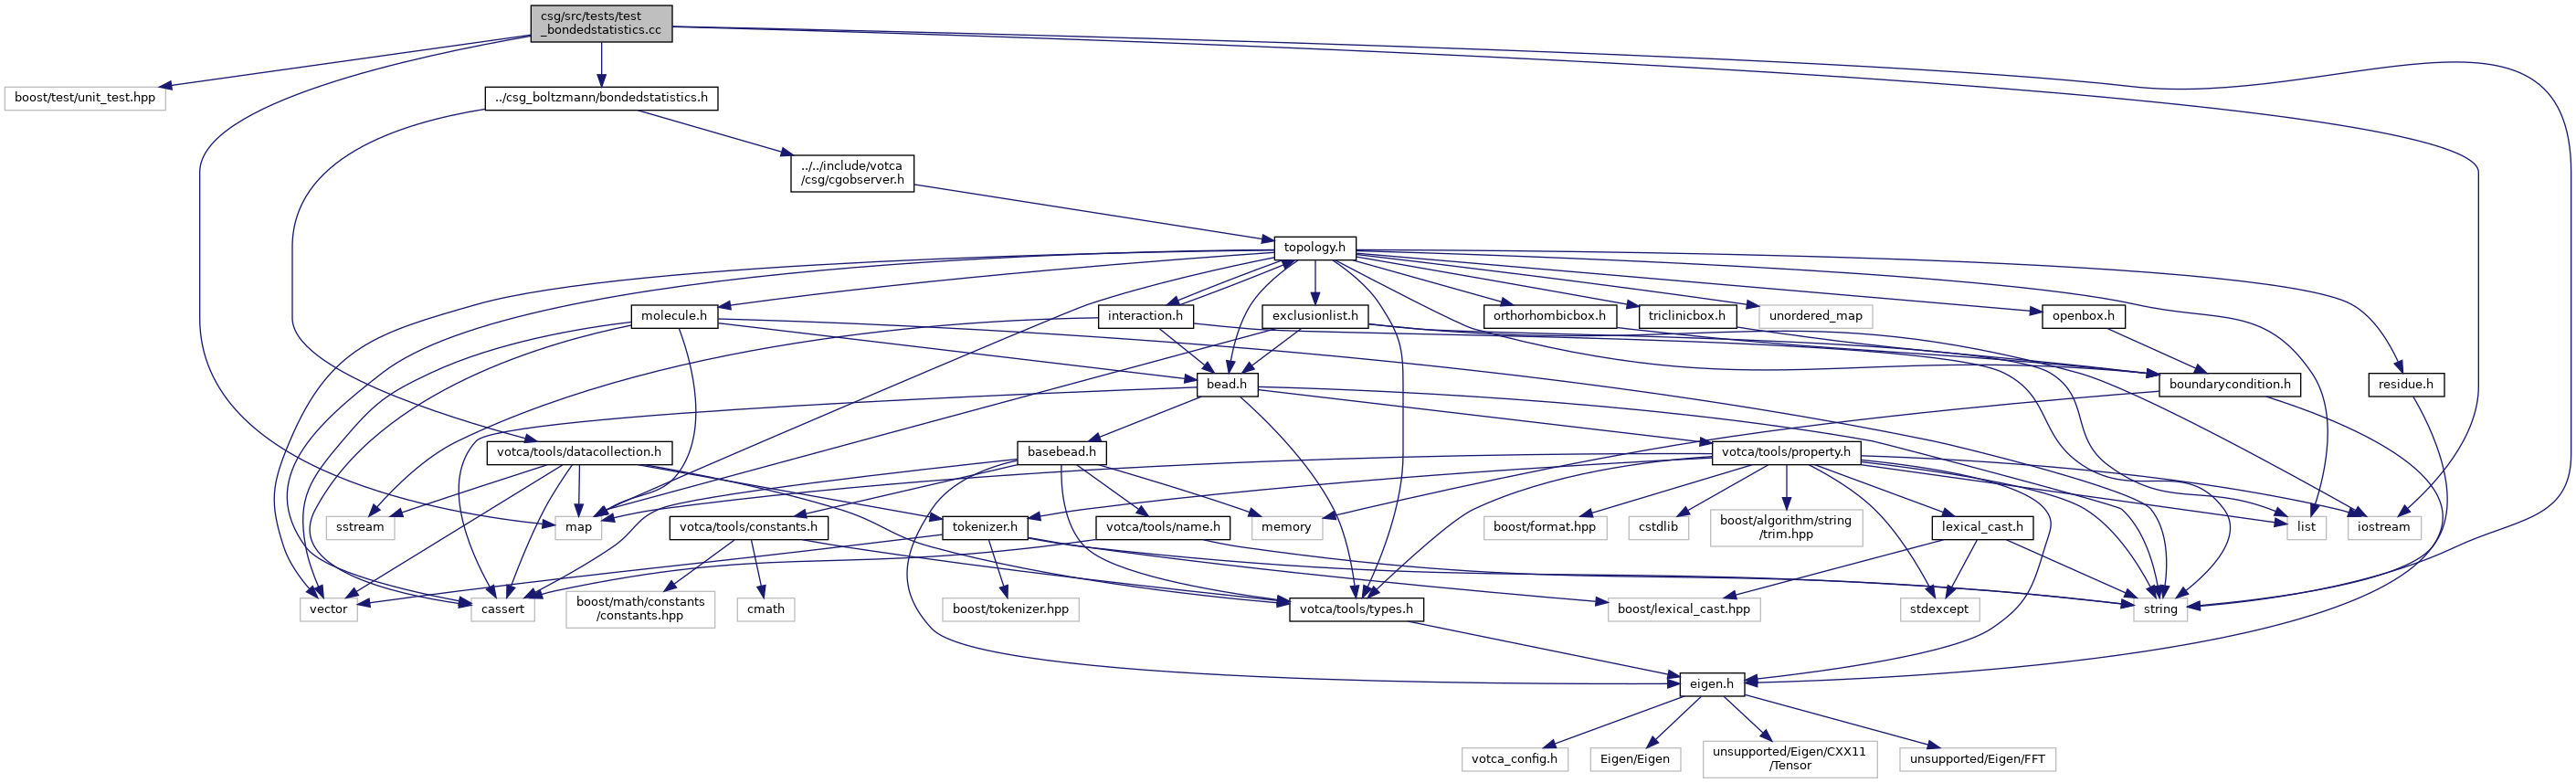 csg/src/tests/test
_bondedstatistics.cc
boost/test/unit_test.hpp
../csg_boltzmann/bondedstatistics.h
../../include/votca
/csg/cgobserver.h
topology.h
molecule.h
interaction.h
exclusionlist.h
orthorhombicbox.h
triclinicbox.h
unordered_map
openbox.h
bead.h
boundarycondition.h
residue.h
votca/tools/datacollection.h
basebead.h
votca/tools/property.h
sstream
map
votca/tools/constants.h
tokenizer.h
votca/tools/name.h
memory
boost/format.hpp
cstdlib
boost/algorithm/string
/trim.hpp
lexical_cast.h
list
iostream
vector
cassert
boost/math/constants
/constants.hpp
cmath
boost/tokenizer.hpp
votca/tools/types.h
boost/lexical_cast.hpp
stdexcept
string
eigen.h
votca_config.h
Eigen/Eigen
unsupported/Eigen/CXX11
/Tensor
unsupported/Eigen/FFT